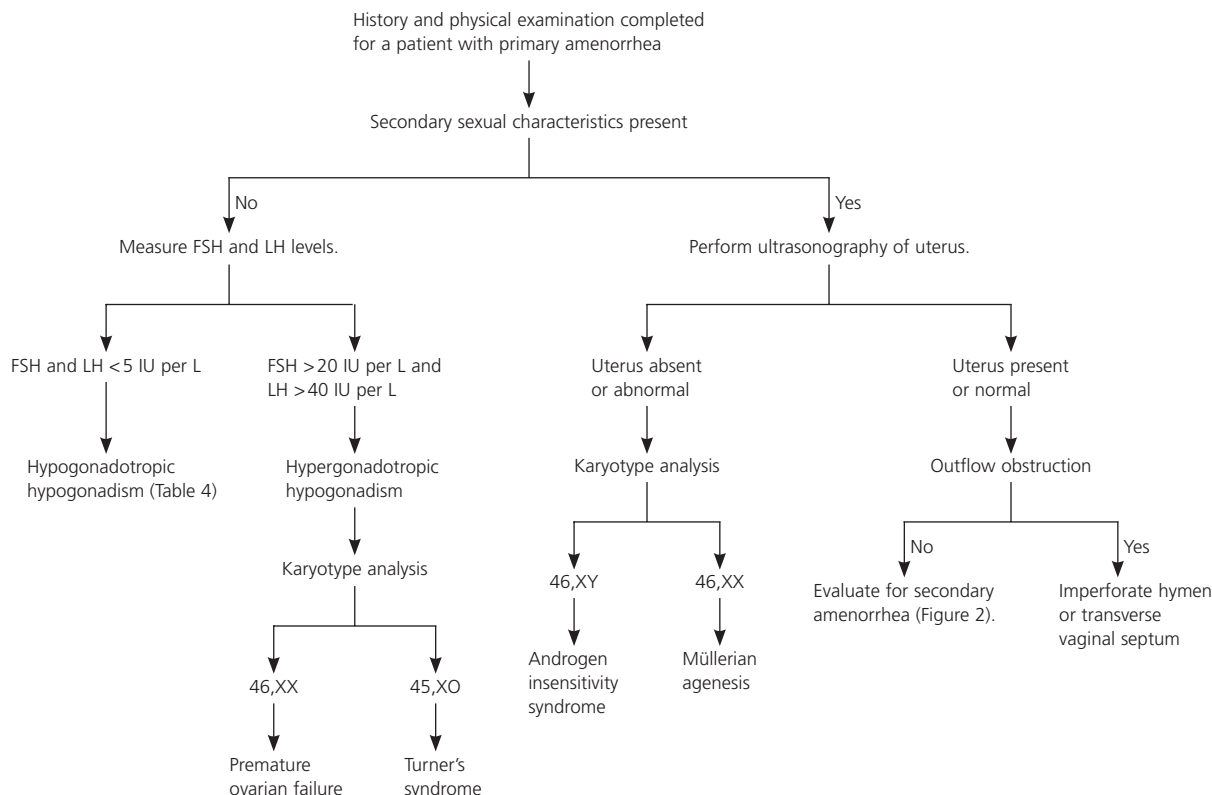 History and physical examination completed
for a patient with primary amenorrhea
Secondary sexual characteristics present
No
Yes
Measure FSH and LH levels.
Perform ultrasonography of uterus.
FSH and LH <5 IU per L
FSH >20 IU per L and
LH >40 IU per L
Uterus absent
or abnormal
Uterus present
or normal
Hypogonadotropic
hypogonadism (Table 4)
Hypergonadotropic
hypogonadism
Karyotype analysis
Outflow obstruction
No
Yes
Karyotype analysis
46,XY
46,XX
Evaluate for secondary
amenorrhea (Figure 2).
Imperforate hymen
or transverse
vaginal septum
Androgen
insensitivity
syndrome
Müllerian
agenesis
46,XX
45,XO
Premature
ovarian failure
Turner's
syndrome